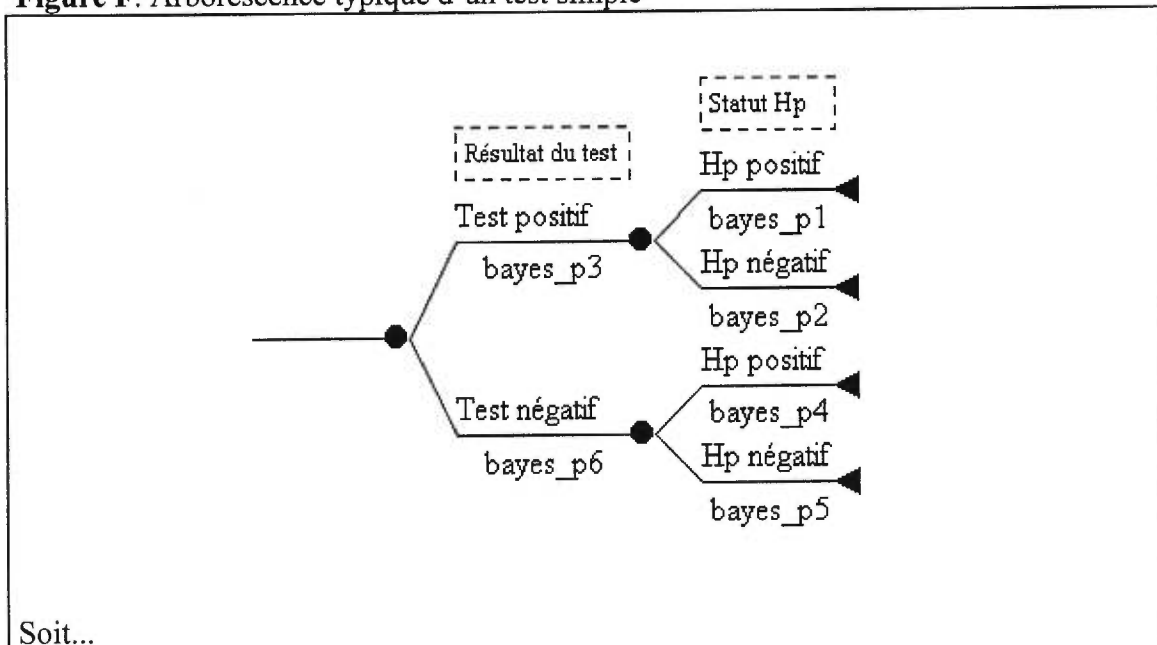 Figure F. Arborescence typique d'un test simple
Statut Hp
Résultat du test
Hp positif
Test positif
bayes_p1
bayes_p3
Hp négatif
bayes_p2
Hp positif
Test négatif
bayes_p4
bayes_p6
Hp négatif
bayes_p5
Soit...